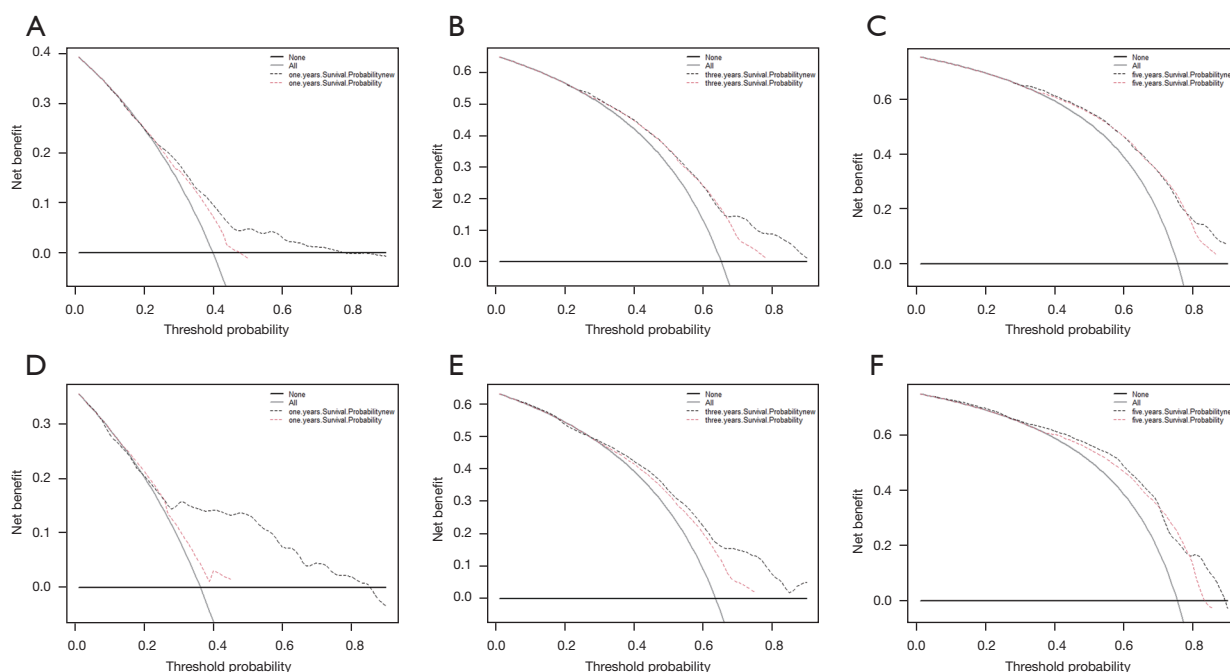 A
0.4
0.3
0.2
0.1
0.0
Net benefit
None
All
one.years.Survival.Probabilitynew
one.years.Survival.Probability
0.0 0.2 0.4 0.6 0.8
Threshold probability
B
0.6
0.5
0.4
0.3
0.2
0.1
0.0
Net benefit
None
All
three.years.Survival.Probabilitynew
three.years.Survival.Probability
0.0 0.2 0.4 0.6 0.8
Threshold probability
C
0.6
0.4
0.2
0.0
Net benefit
None
All
five.years.Survival.Probabilitynew
five.years.Survival.Probability
0.0 0.2 0.4 0.6 0.8
Threshold probability
D
0.3
0.2
0.1
0.0
Net benefit
None
All
one.years.Survival.Probabilitynew
one.years.Survival.Probability
0.0 0.2 0.4 0.6 0.8
Threshold probability
E
0.6
0.5
0.4
0.3
0.2
0.1
0.0
Net benefit
None
All
three.years.Survival.Probabilitynew
three.years.Survival.Probability
0.0 0.2 0.4 0.6 0.8
Threshold probability
F
0.6
0.4
0.2
0.0
Net benefit
None
All
five.years.Survival.Probabilitynew
five.years.Survival.Probability
0.0 0.2 0.4 0.6 0.8
Threshold probability